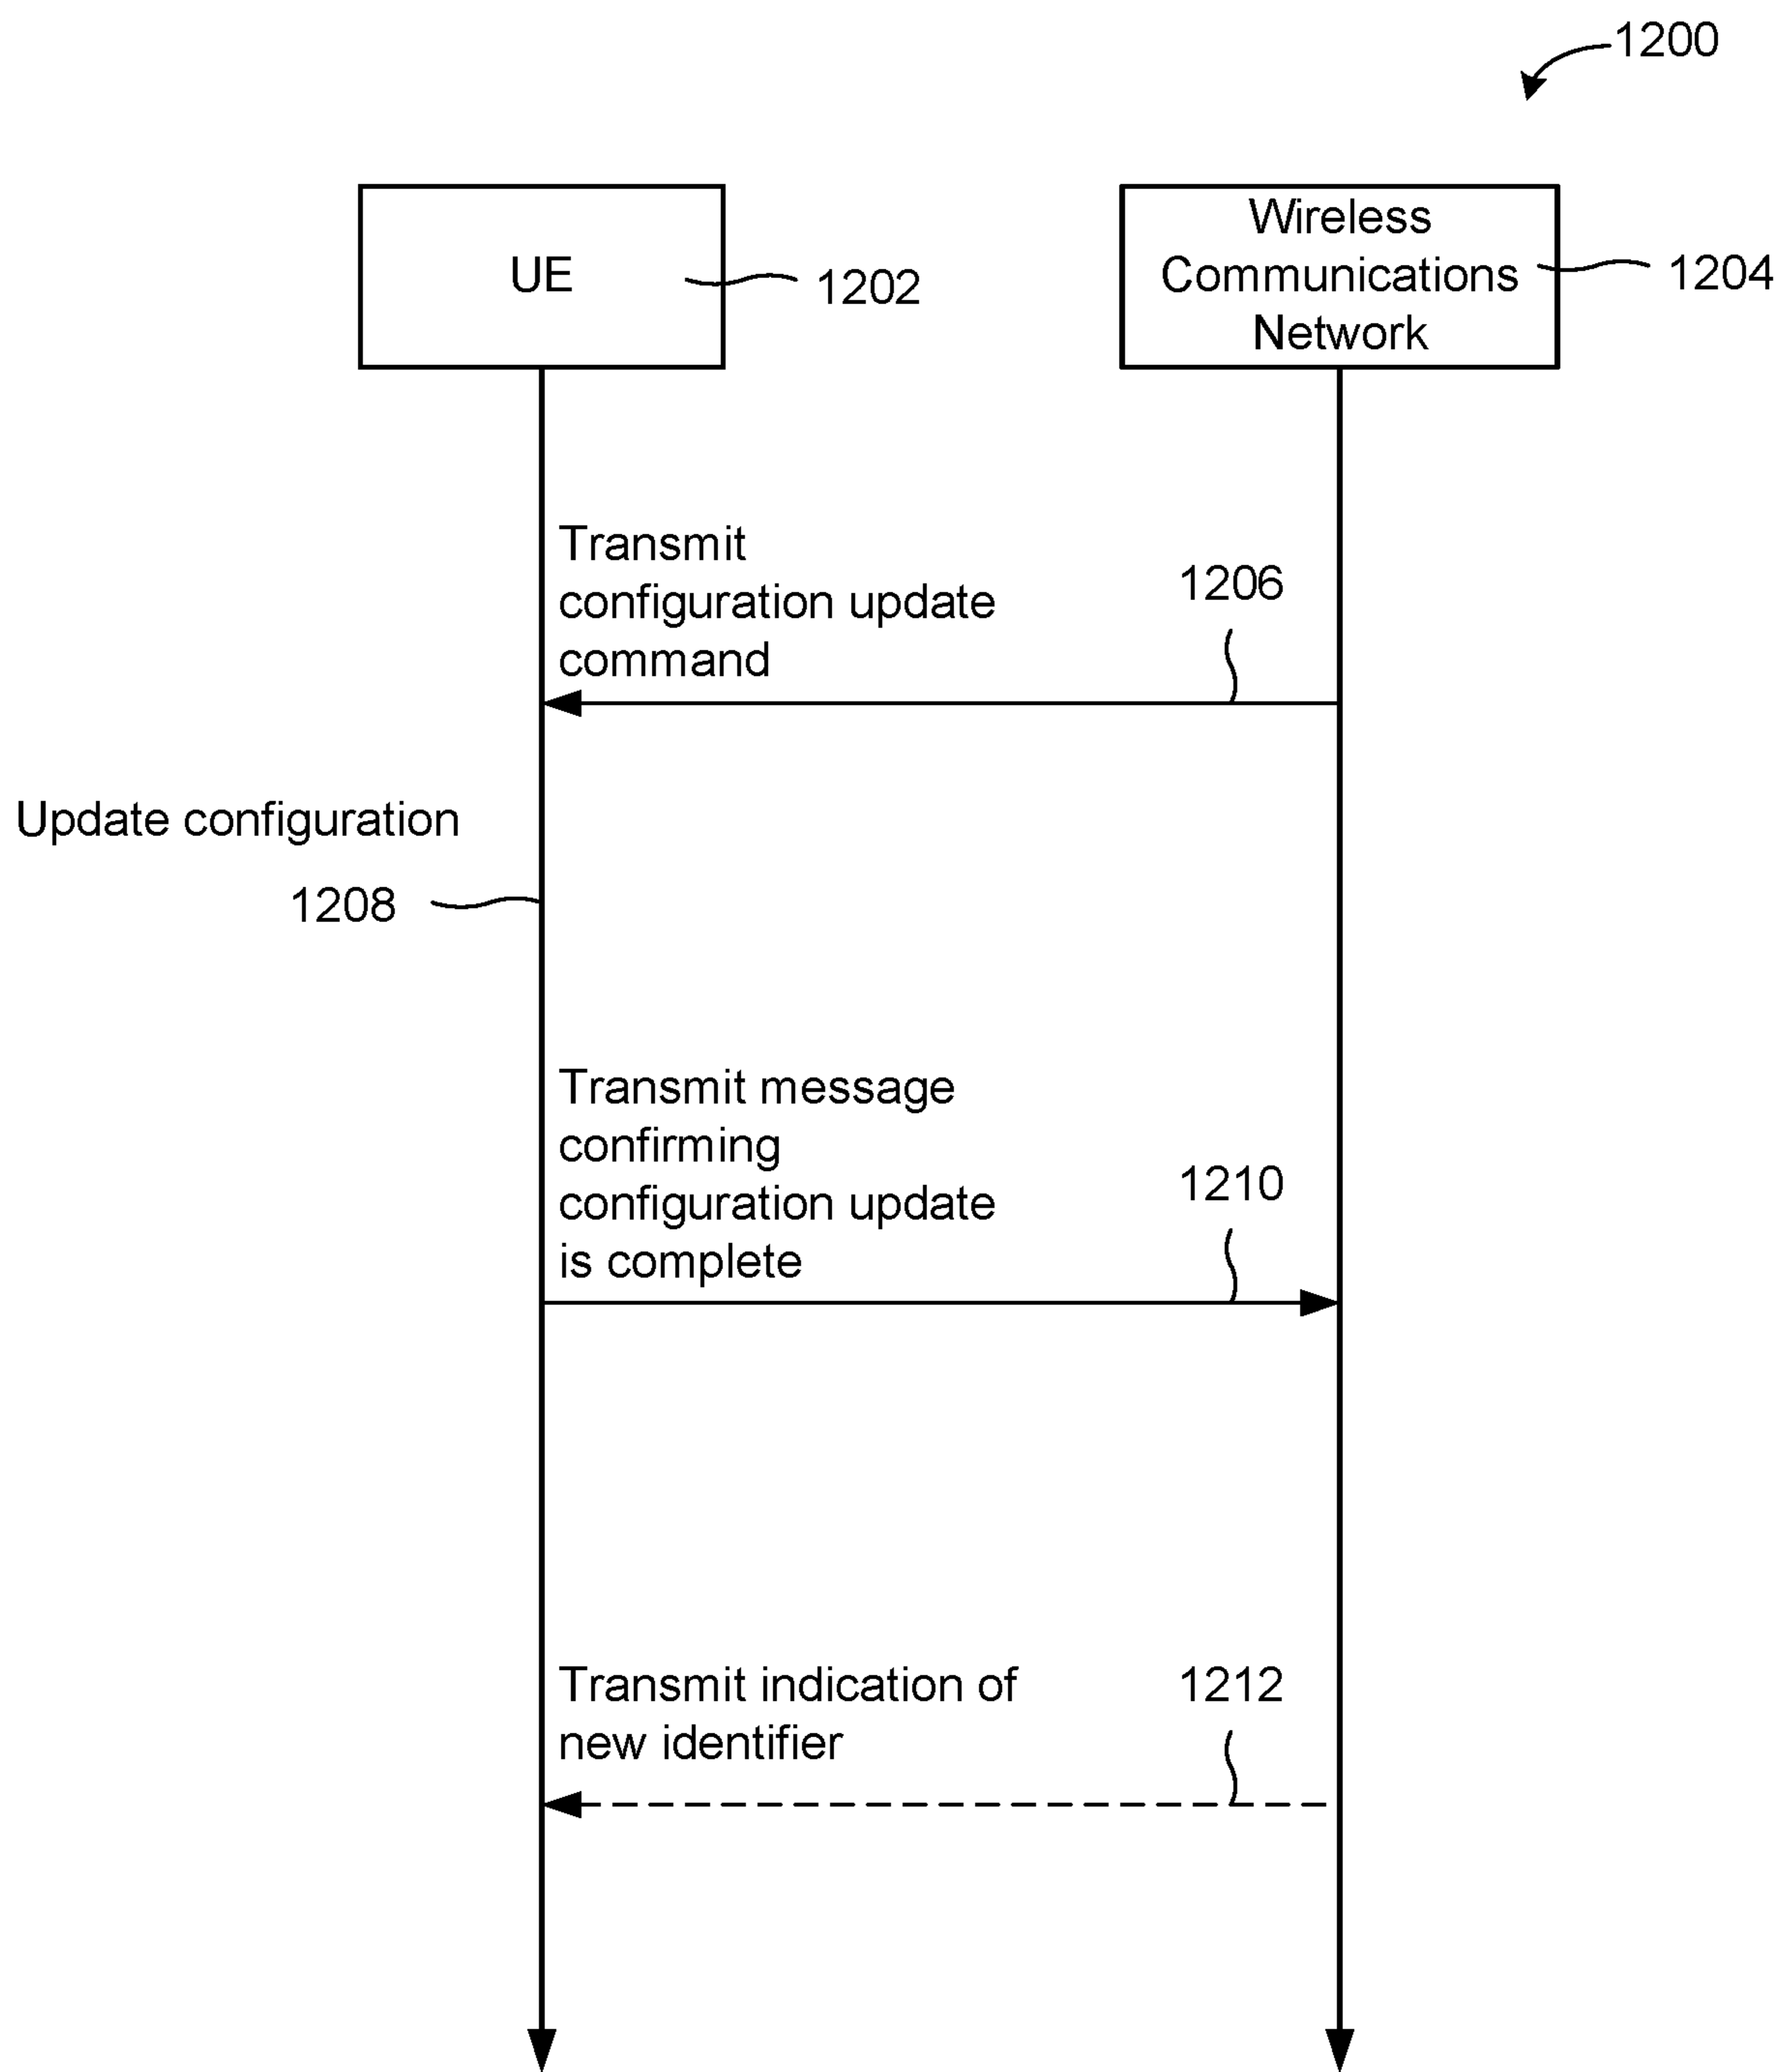 1200
UE
1202
Wireless
Communications
Network
1204
Transmit
configuration update
command
1206
Update configuration
1208
Transmit message
confirming
configuration update
is complete
1210
Transmit indication of
new identifier
1212